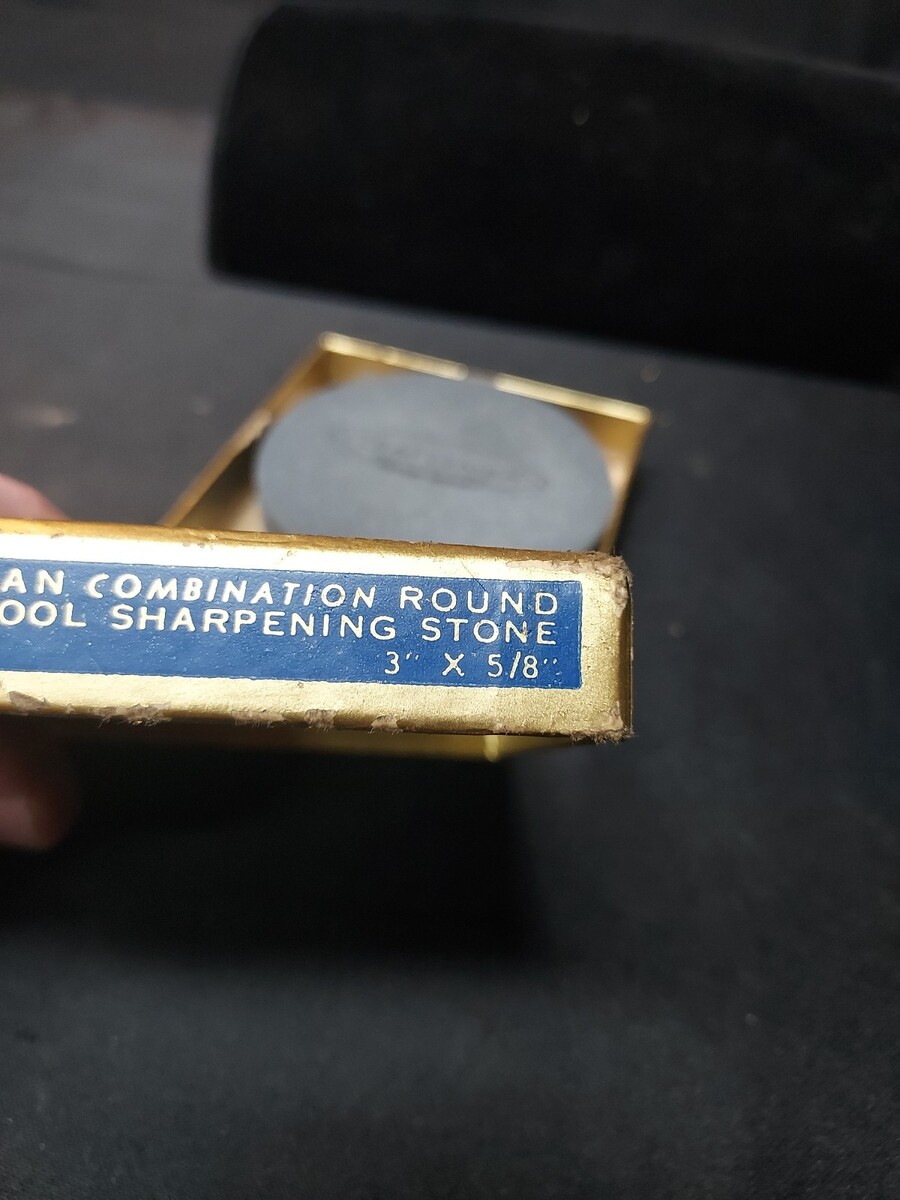 AN COMBINATION ROUND
OOL SHARPENING STONE
3" X 5/8"